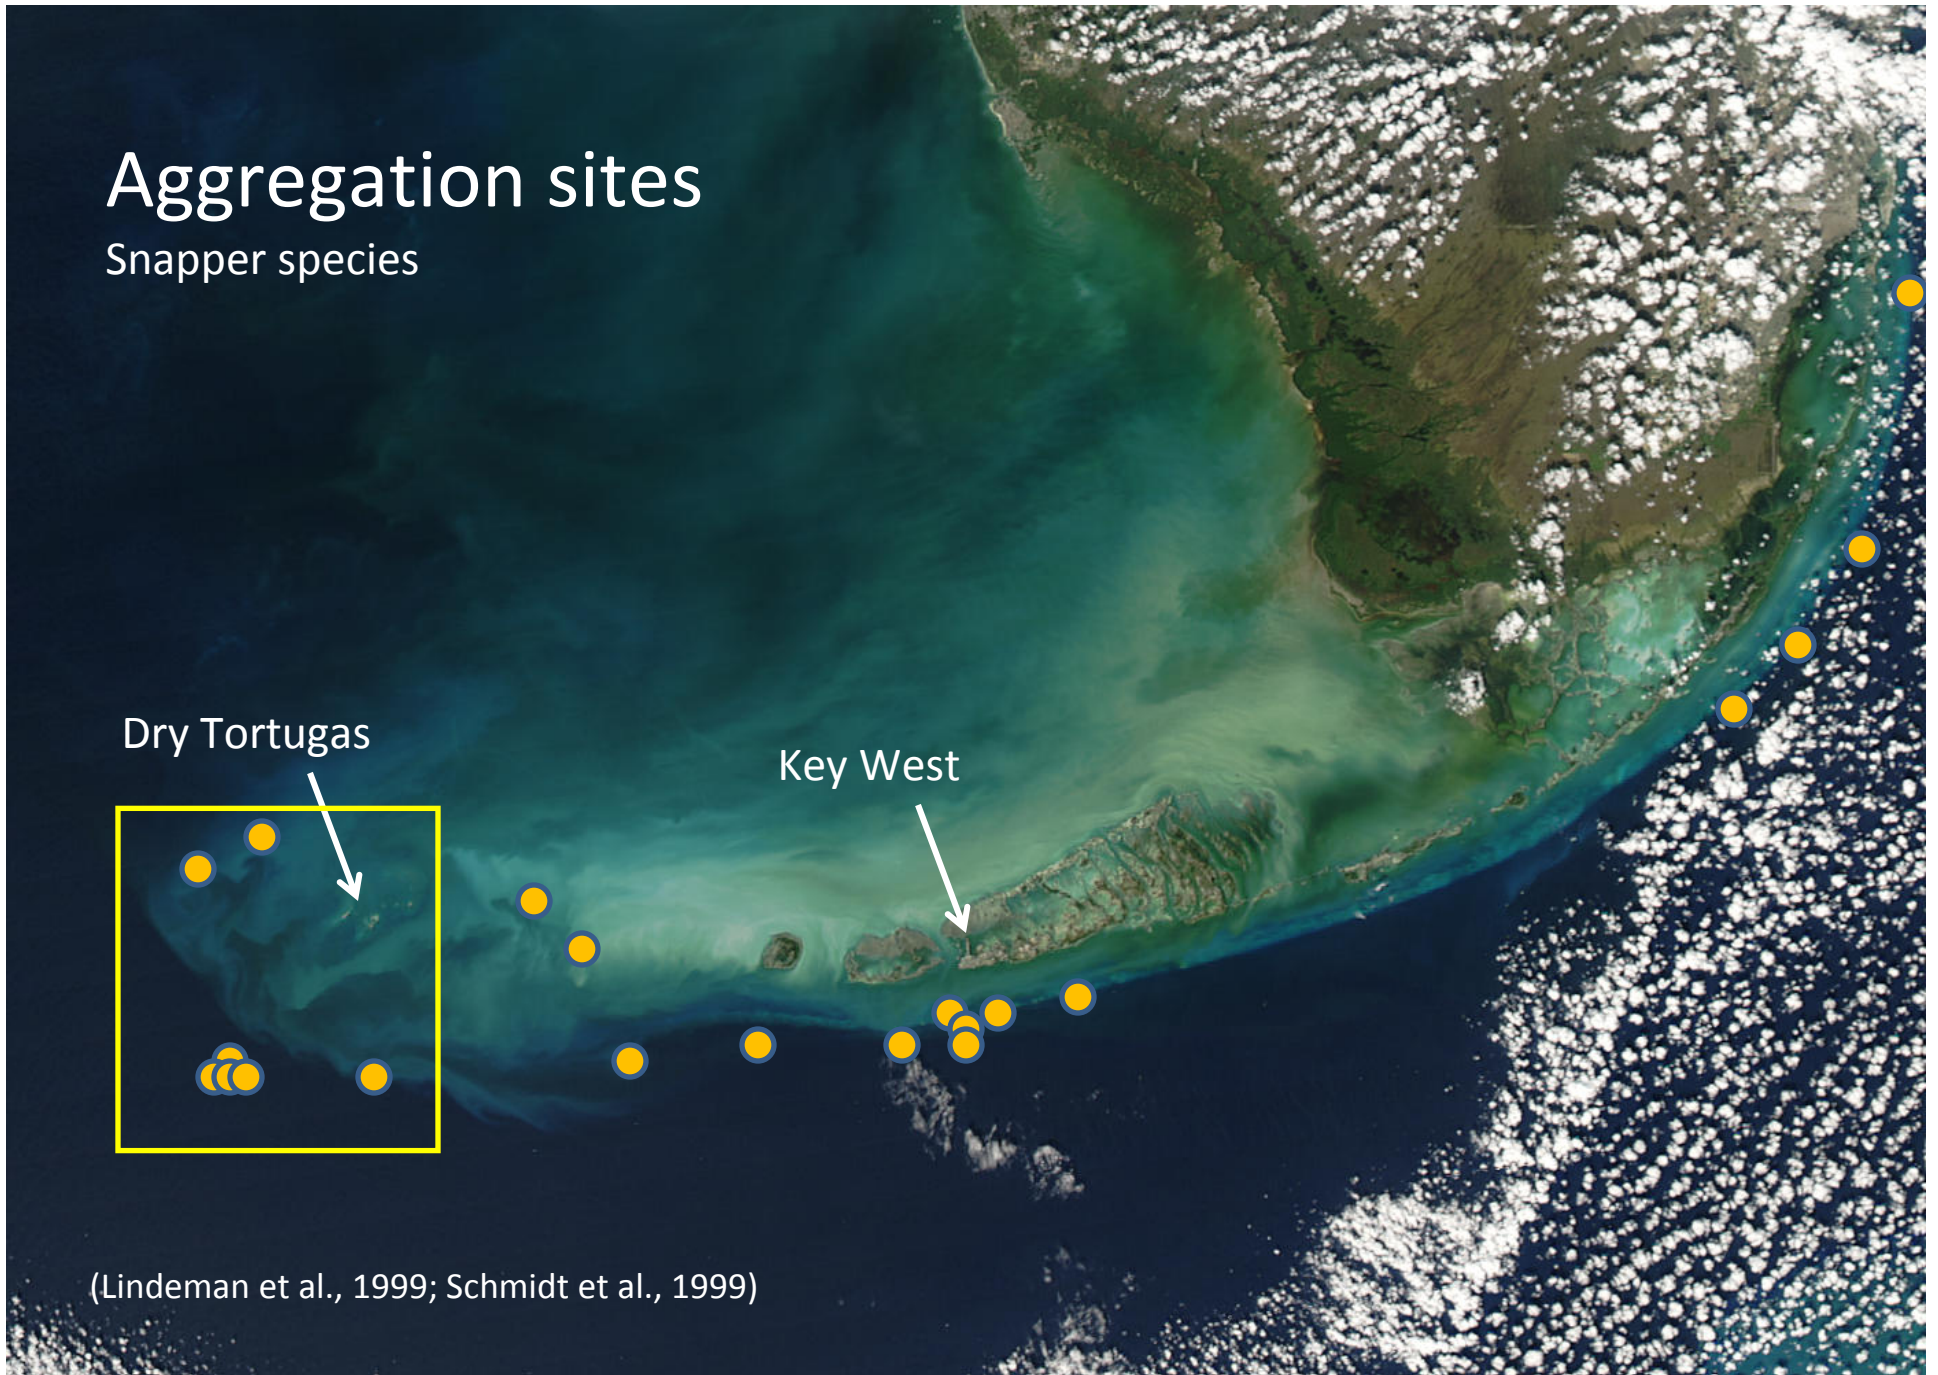 Aggregation sites
Snapper species
Dry Tortugas
Key West
(Lindeman et al., 1999; Schmidt et al., 1999)